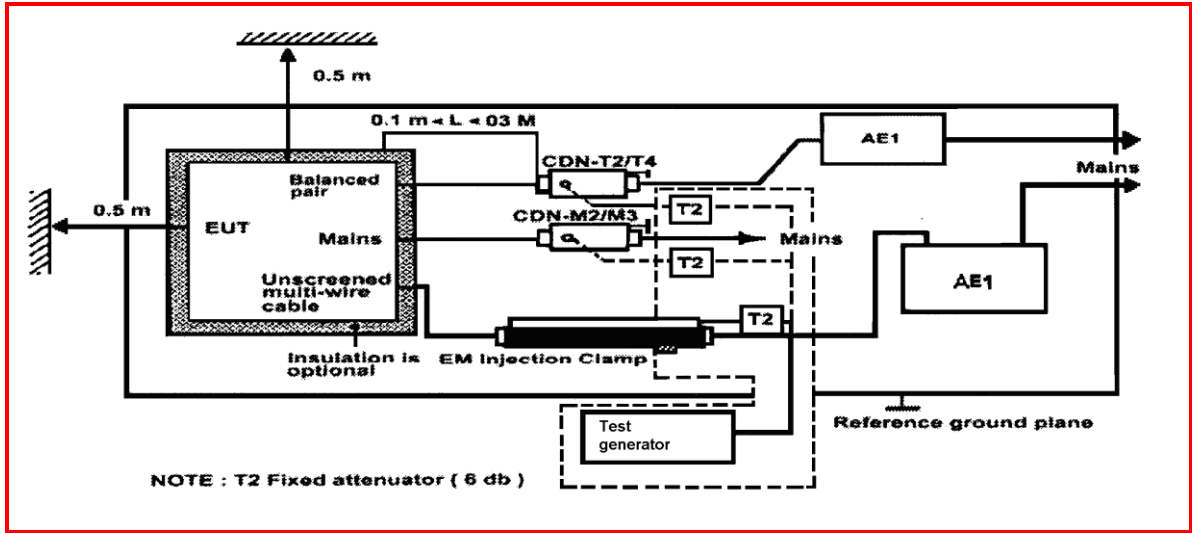 0.5 m
0.1 m < L < 03 M
AE1
CDN-T2/T4
Balanced
pair
Mains
0.5 m
T2
EUT
CDN-M2/M3
Mains
Mains
T2
Unscreened
multi-wire
cable
AE1
T2
Insulation is
optional
EM Injection Clamp
Test
generator
Reference ground plane
NOTE : T2 Fixed attenuator ( 6 db )